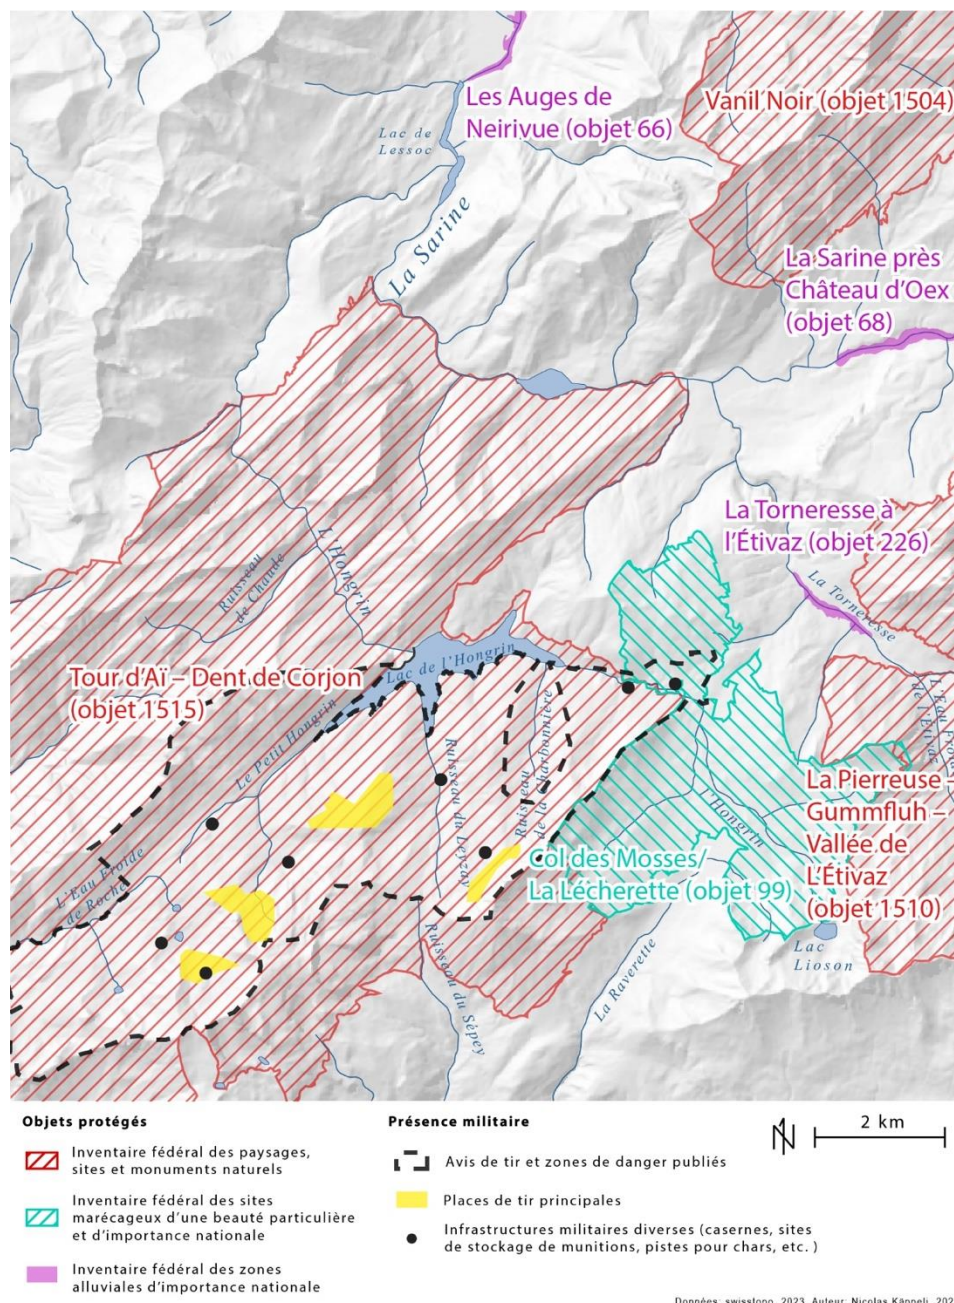 Les Auges de
Neirivue (objet 66)
Vanil Noir (objet 1504)
Lac de
Lessoc
La Sarine
La Sarine près
Château d'Oex
(objet 68)
La Torneresse à
l'Étivaz (objet 226)
La Torneresse
L'Hongrin
Ruisseau
de Chaude
Lac de l'Hongrin
Tour d'Aï – Dent de Corjon
(objet 1515)
Le Petit Hongrin
Ruisseau du Leyzay
Ruisseau
de la Charbonnière
L'Eau Froide
de l'Étivaz
La Pierreuse –
Gummfluh –
Vallée de
L'Étivaz
(objet 1510)
l'Hongrin
Col des Mosses/
La Lécherette (objet 99)
L'Eau Froide
de Roche
Lac
Lioson
La Raverette
Ruisseau du Sépey
Objets protégés
Inventaire fédéral des paysages,
sites et monuments naturels
Inventaire fédéral des sites
marécageux d'une beauté particulière
et d'importance nationale
Inventaire fédéral des zones
alluviales d'importance nationale
Présence militaire
Avis de tir et zones de danger publiés
Places de tir principales
Infrastructures militaires diverses (casernes, sites
de stockage de munitions, pistes pour chars, etc. )
N
2 km
Données: swisstopo, 2023. Auteur: Nicolas Käppeli, 202